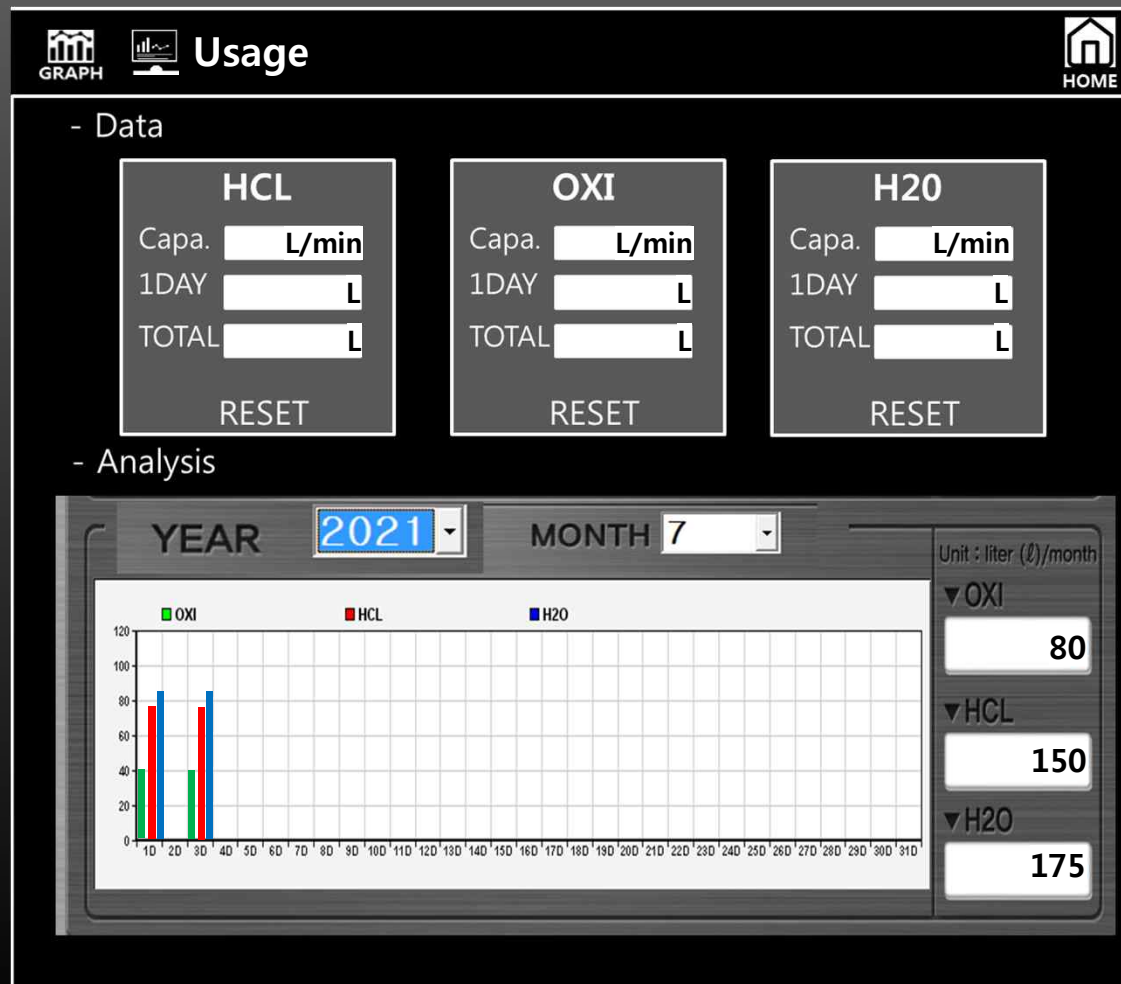 GRAPH
Usage
HOME
- Data
HCL
Capa. L/min
1DAY L
TOTAL L
RESET
OXI
Capa. L/min
1DAY L
TOTAL L
RESET
H20
Capa. L/min
1DAY L
TOTAL L
RESET
- Analysis
YEAR 2021 MONTH 7
OXI HCL H2O
120
100
80
60
40
20
0
1D 2D 3D 4D 5D 6D 7D 8D 9D 10D 11D 12D 13D 14D 15D 16D 17D 18D 19D 20D 21D 22D 23D 24D 25D 26D 27D 28D 29D 30D 31D
Unit : liter (ℓ)/month
▼OXI
80
▼HCL
150
▼H2O
175